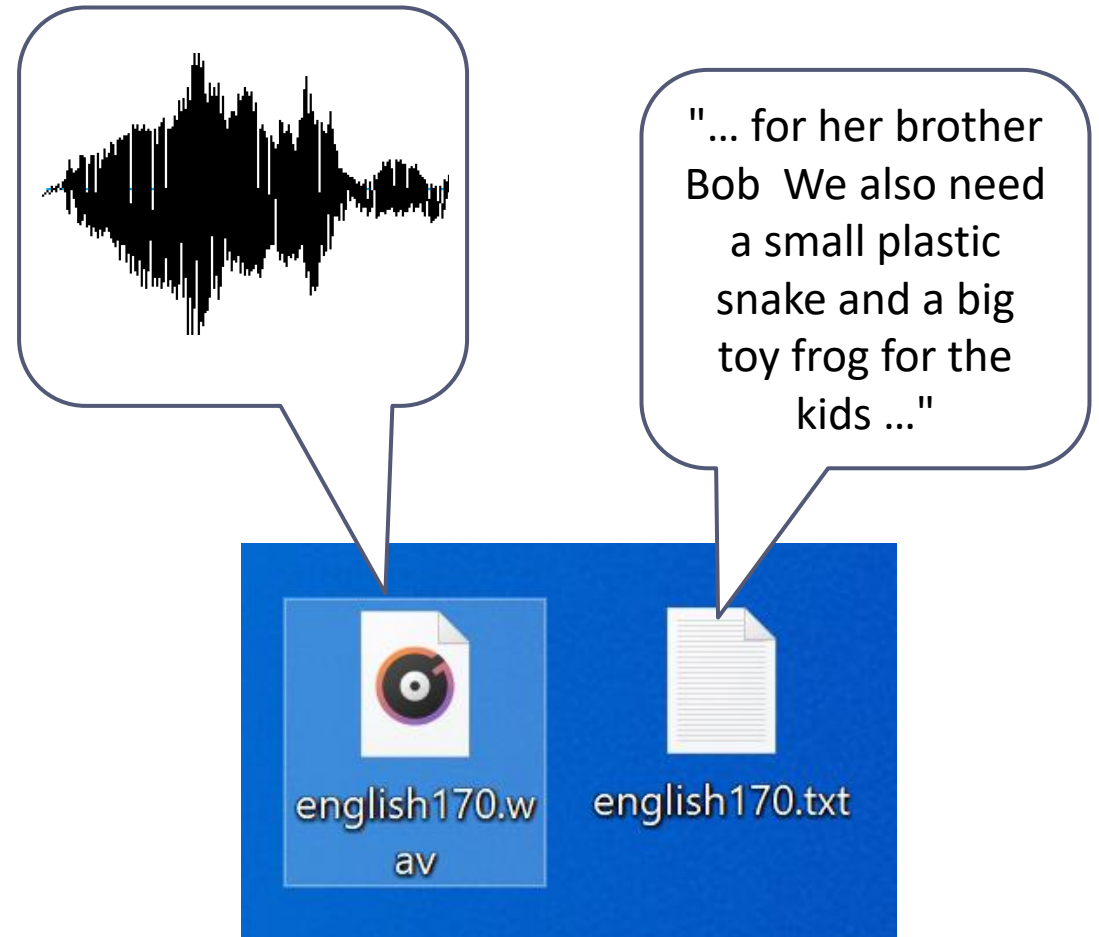 "… for her brother
Bob  We also need
a small plastic
snake and a big
toy frog for the
kids …"
english170.w
av
english170.txt